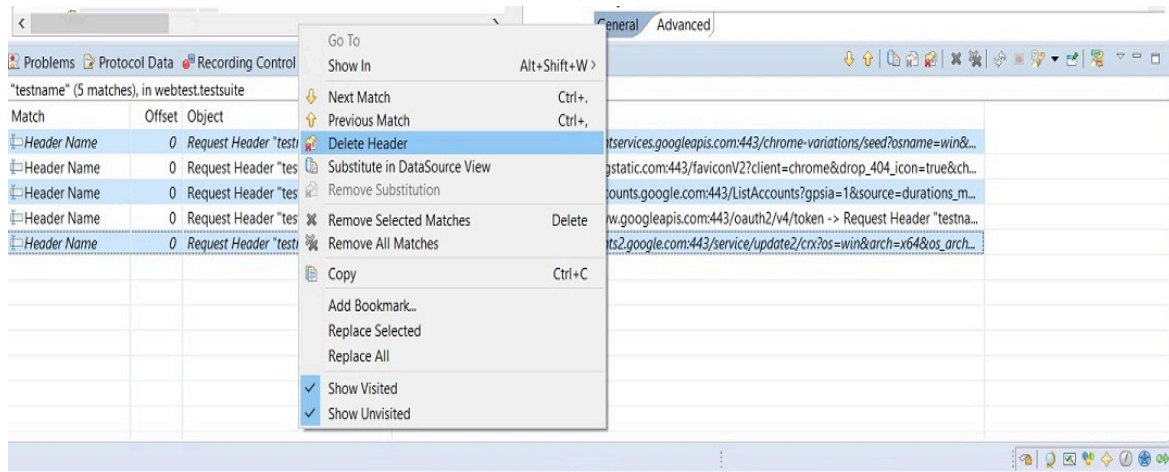 General Advanced
Problems Protocol Data Recording Control
"testname" (5 matches), in webtest.testsuite
Match Offset Object
Header Name 0 Request Header "test ntservices.googleapis.com:443/chrome-variations/seed?osname=win&...
Header Name 0 Request Header "tes gstatic.com:443/faviconV2?client=chrome&drop_404_icon=true&ch...
Header Name 0 Request Header "tes ounts.google.com:443/ListAccounts?gpsia=1&source=durations_m...
Header Name 0 Request Header "tes w.googleapis.com:443/oauth2/v4/token -> Request Header "testna...
Header Name 0 Request Header "test nts2.google.com:443/service/update2/crx?os=win&arch=x64&os_arch...
Go To
Show In Alt+Shift+W >
Next Match Ctrl+.
Previous Match Ctrl+,
Delete Header
Substitute in DataSource View
Remove Substitution
Remove Selected Matches Delete
Remove All Matches
Copy Ctrl+C
Add Bookmark...
Replace Selected
Replace All
Show Visited
Show Unvisited